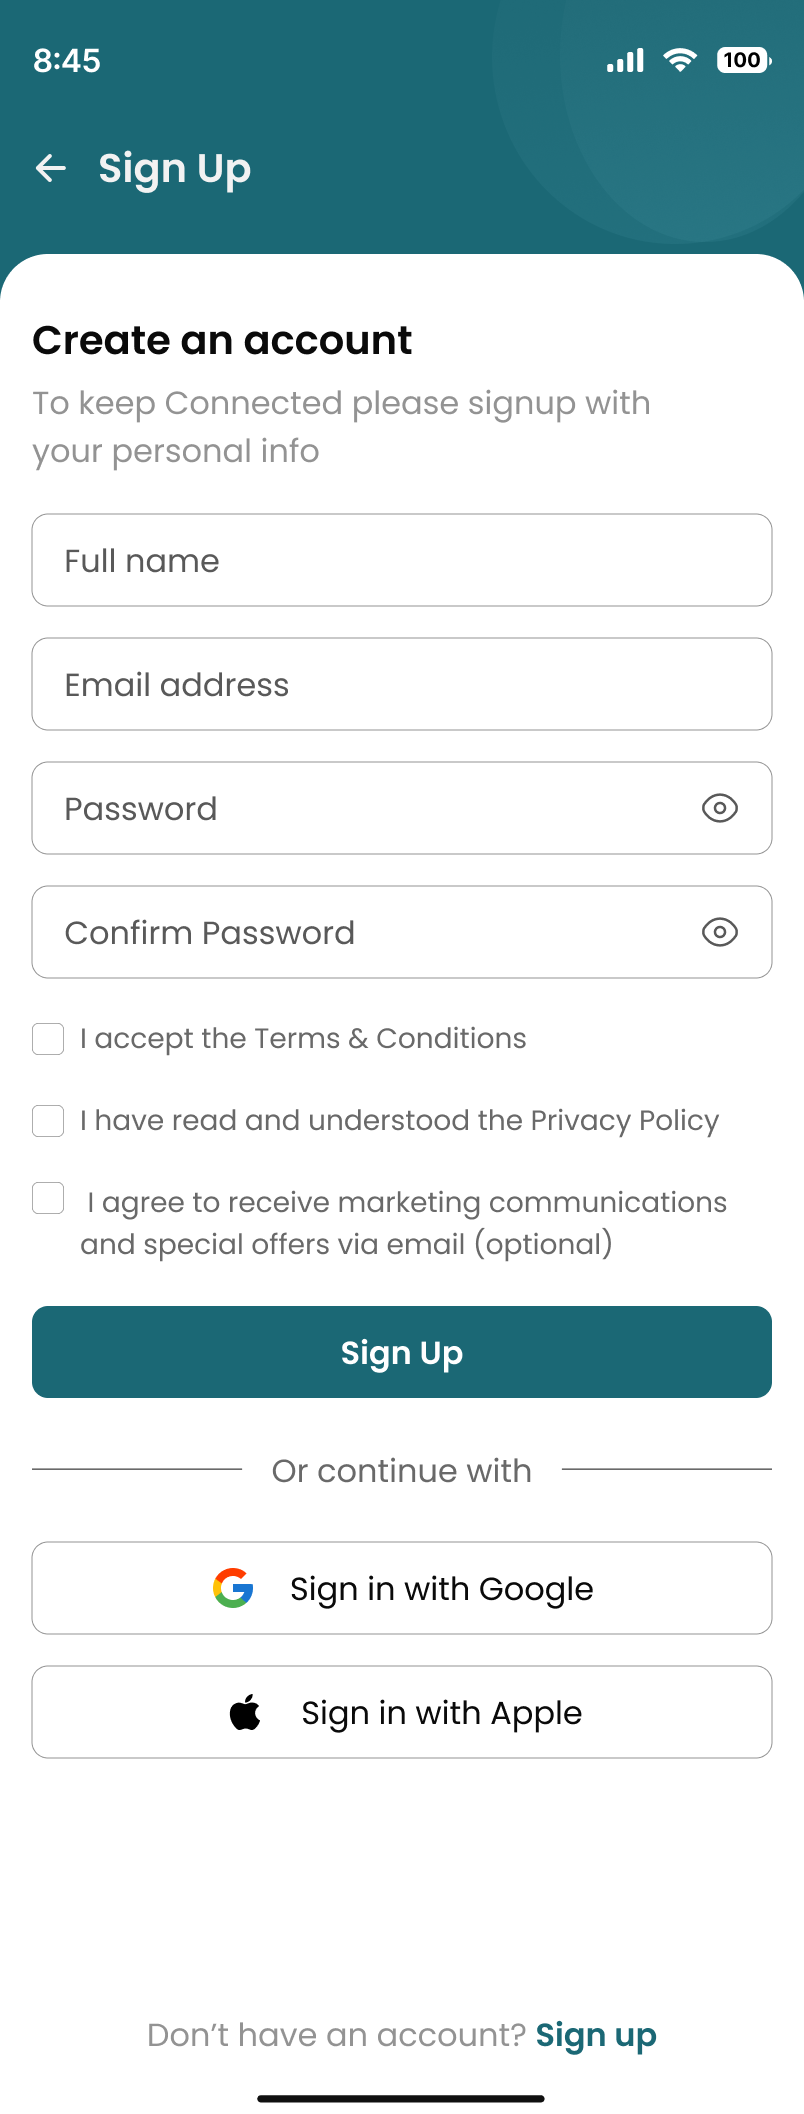 8:45
100
Sign Up
Create an account
To keep Connected please signup with
your personal info
Full name
Email address
Password
Confirm Password
I accept the Terms & Conditions
I have read and understood the Privacy Policy
I agree to receive marketing communications
and special offers via email (optional)
Sign Up
Or continue with
Sign in with Google
Sign in with Apple
Don’t have an account? Sign up